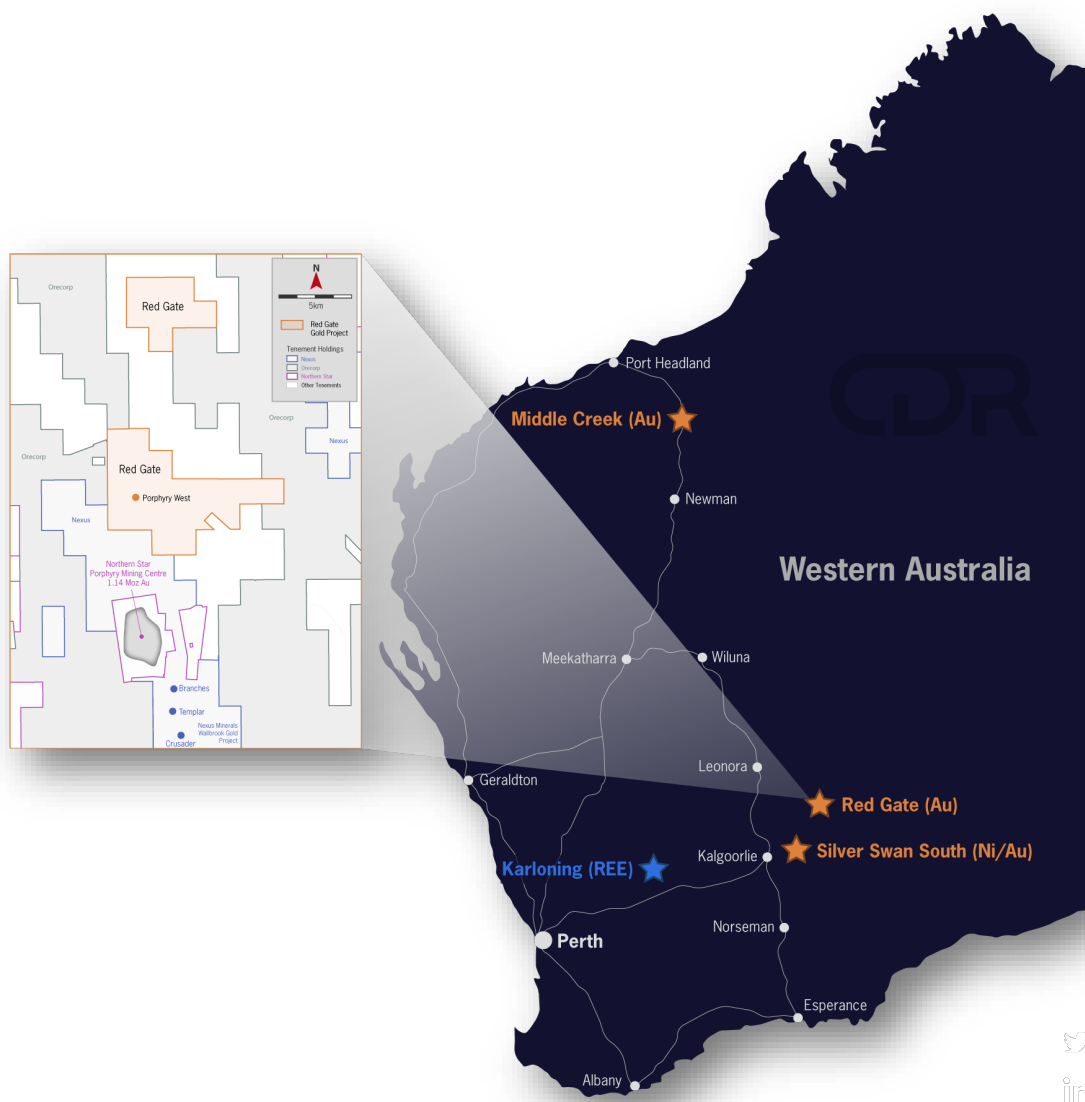 CDR
Port Headland
Middle Creek (Au)
Newman
Western Australia
Meekatharra
Wiluna
Leonora
Geraldton
Red Gate (Au)
Silver Swan South (Ni/Au)
Kalgoorlie
Karloning (REE)
Norseman
Perth
Esperance
Albany
in
Orecorp
Red Gate
N
5km
Red Gate
Gold Project
Tenement Holdings
Nexus
Orecorp
Northern Star
Other Tenements
Orecorp
Nexus
Orecorp
Red Gate
Porphyry West
Nexus
Northern Star
Porphyry Mining Centre
1.14 Moz Au
Branches
Templar
Nexus Minerals
Wallbrook Gold
Project
Crusader